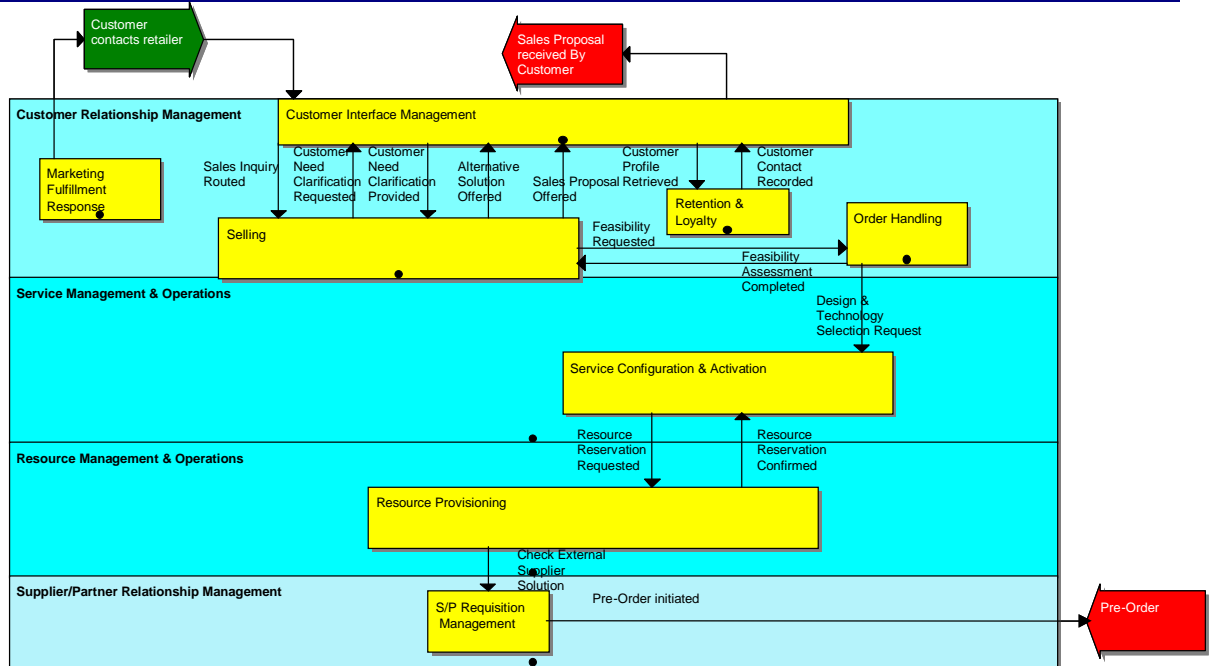 Customer
contacts retailer
Sales Proposal
received By
Customer
Customer Relationship Management
Customer Interface Management
Marketing
Fulfillment
Response
Sales Inquiry
Routed
Customer
Need
Clarification
Requested
Customer
Need
Clarification
Provided
Alternative
Solution
Offered
Sales Proposal
Offered
Customer
Profile
Retrieved
Customer
Contact
Recorded
Retention &
Loyalty
Order Handling
Selling
Feasibility
Requested
Feasibility
Assessment
Completed
Service Management & Operations
Design &
Technology
Selection Request
Service Configuration & Activation
Resource
Reservation
Requested
Resource
Reservation
Confirmed
Resource Management & Operations
Resource Provisioning
Check External
Supplier
Solution
Supplier/Partner Relationship Management
S/P Requisition
Management
Pre-Order initiated
Pre-Order